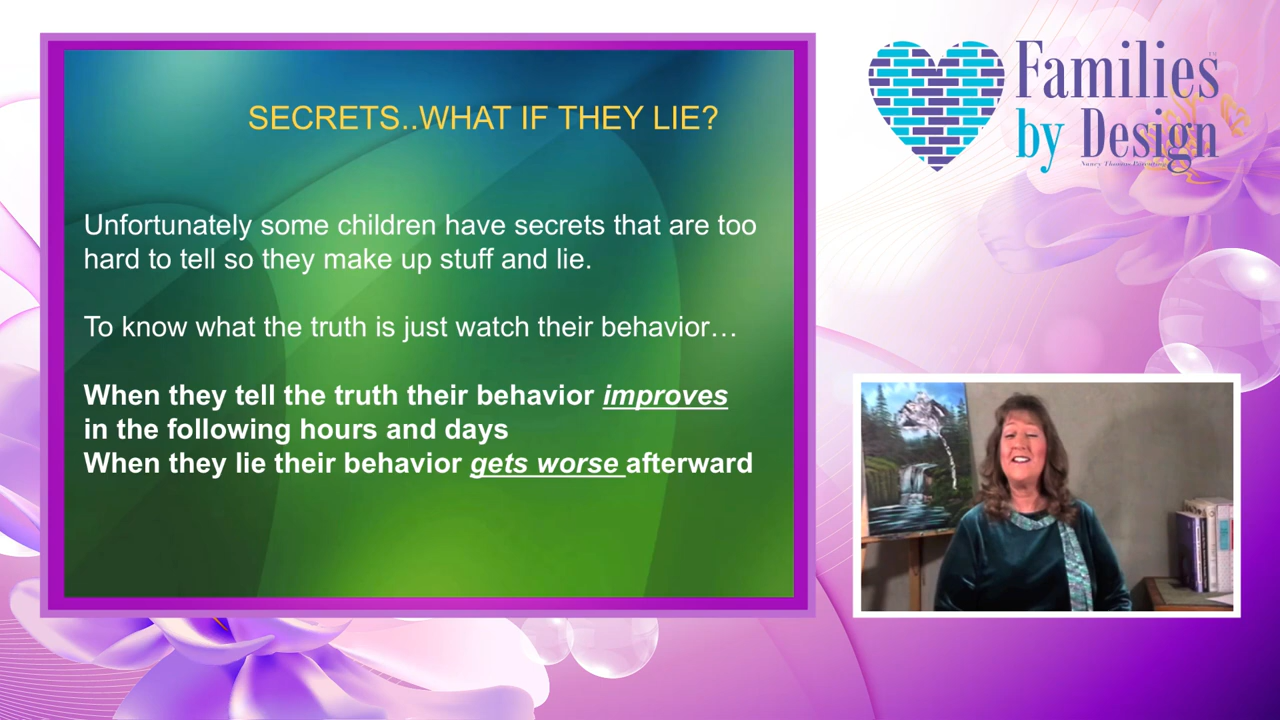 SECRETS..WHAT IF THEY LIE?
Unfortunately some children have secrets that are too
hard to tell so they make up stuff and lie.
To know what the truth is just watch their behavior…
When they tell the truth their behavior improves
in the following hours and days
When they lie their behavior gets worse afterward
Families
by Design
Nancy Thomas Parenting